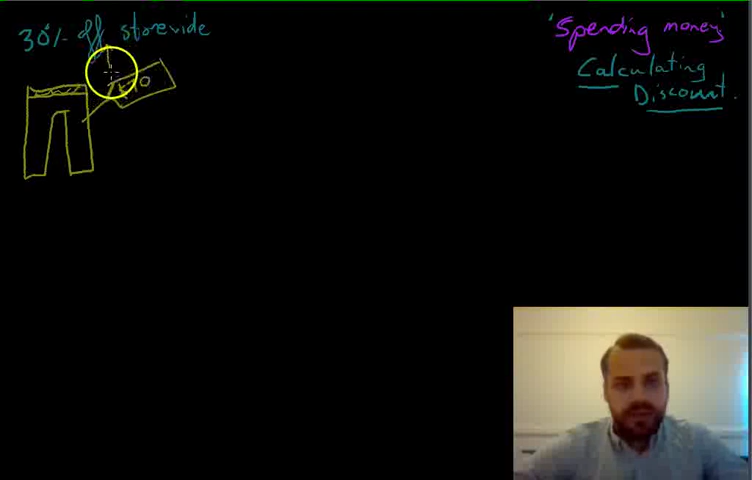 30% off storewide
'Spending money'
Calculating
Discount.